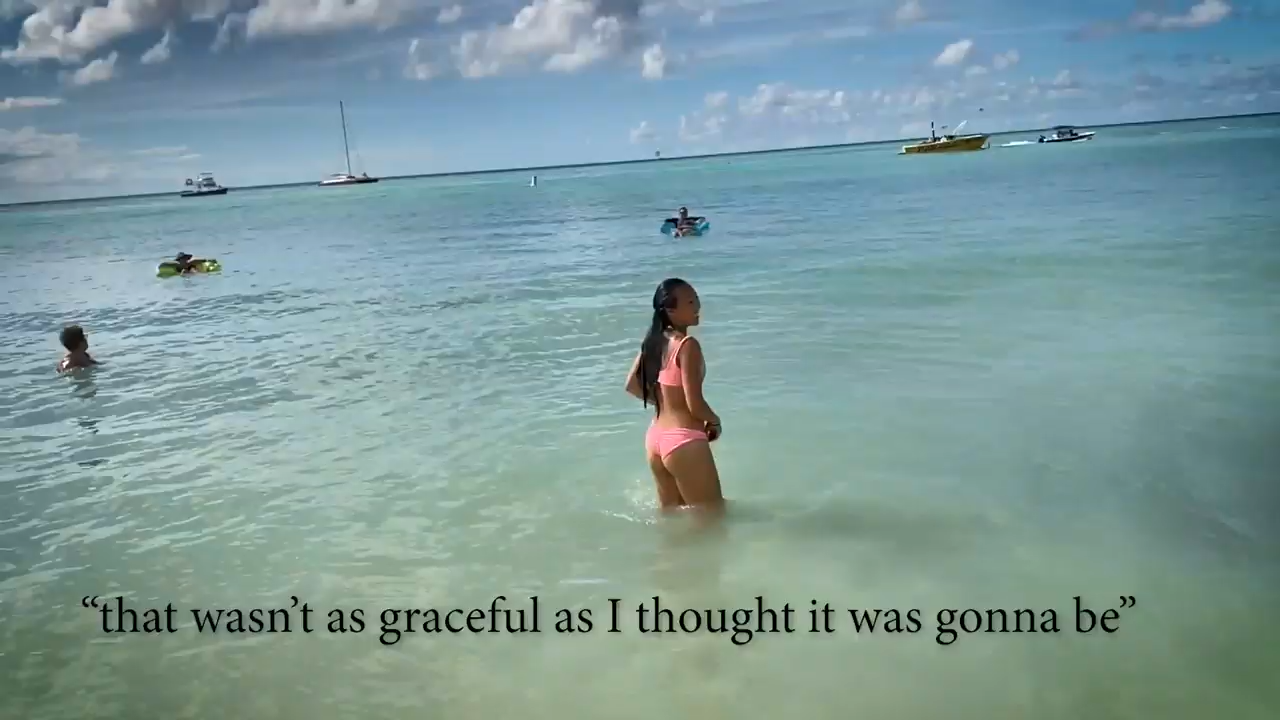 “that wasn’t as graceful as I thought it was gonna be”